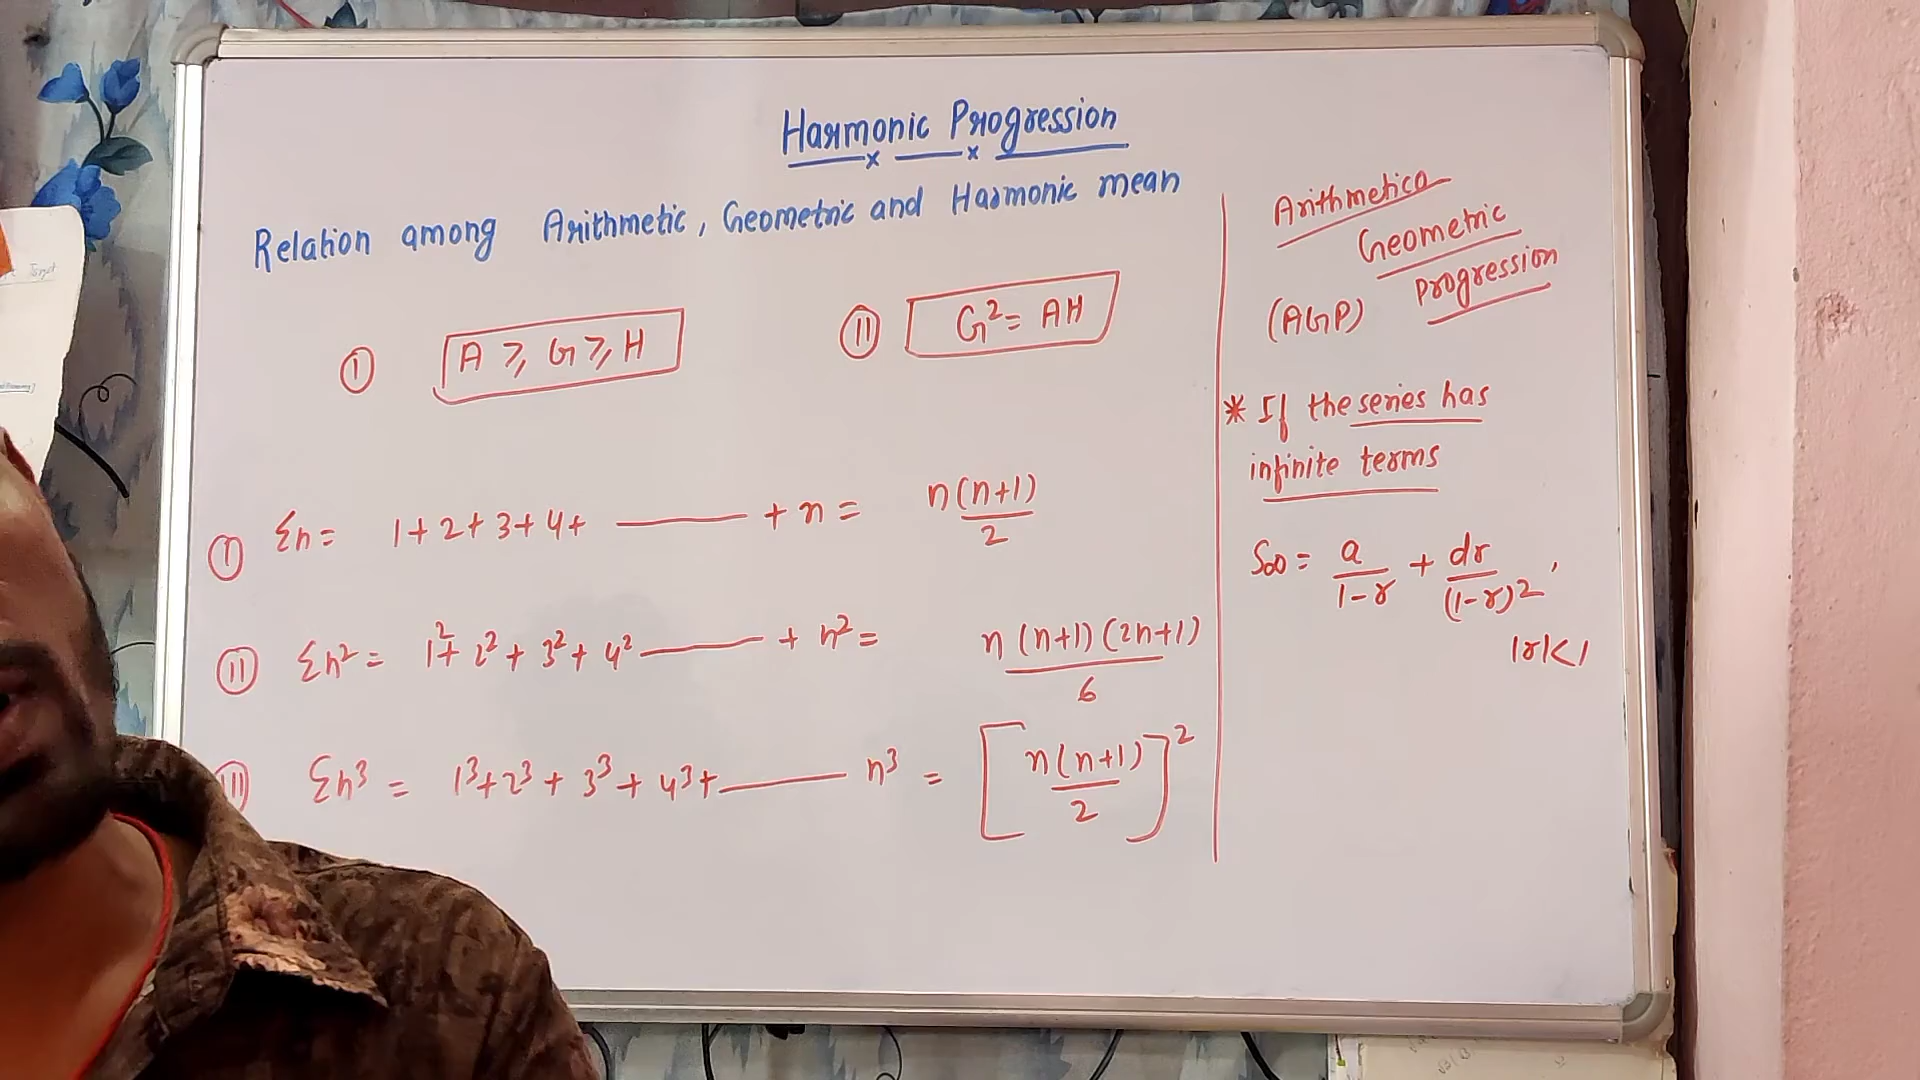 Harmonic Progression
Relation among Arithmetic, Geometric and Harmonic mean
I A ≥ G ≥ H
II G² = AH
I Σn = 1 + 2 + 3 + 4 + ——— + n = n(n+1)/2
II Σn² = 1² + 2² + 3² + 4² ——— + n² = n(n+1)(2n+1)/6
III Σn³ = 1³ + 2³ + 3³ + 4³ + ——— n³ = [n(n+1)/2]²
Arithmetico
Geometric
Progression
(AGP)
* If the series has
infinite terms
S∞ = a/(1-r) + dr/(1-r)²,
|r|<1
Target